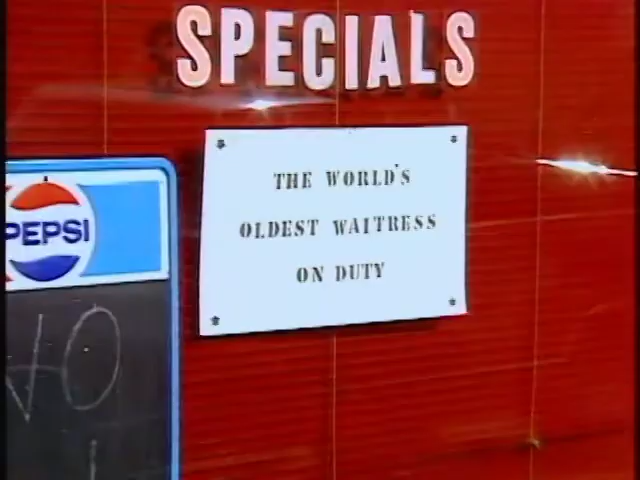 SPECIALS
THE WORLD'S
OLDEST WAITRESS
ON DUTY
PEPSI